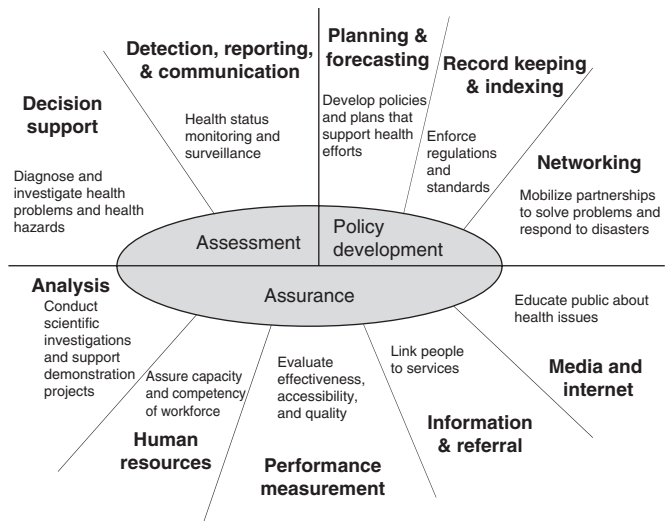 Detection, reporting,
& communication
Health status
monitoring and
surveillance
Planning &
forecasting
Develop policies
and plans that
support health
efforts
Record keeping
& indexing
Enforce
regulations
and
standards
Decision
support
Diagnose and
investigate health
problems and health
hazards
Networking
Mobilize partnerships
to solve problems and
respond to disasters
Assessment
Policy
development
Assurance
Analysis
Conduct
scientific
investigations
and support
demonstration
projects
Assure capacity
and competency
of workforce
Human
resources
Evaluate
effectiveness,
accessibility,
and quality
Performance
measurement
Link people
to services
Information
& referral
Educate public about
health issues
Media and
internet